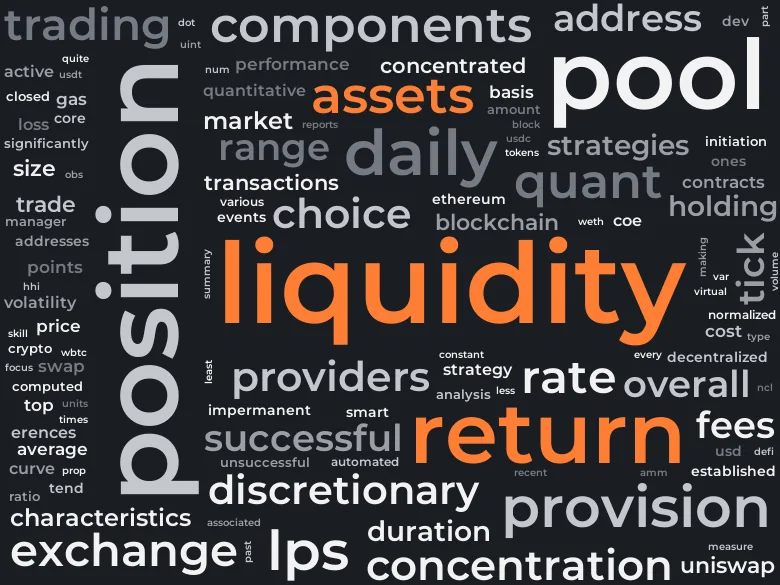 trading
dot
uint
components
address
dev
part
quite
active
usdt
num
performance
concentrated
pool
closed
gas
quantitative
assets
basis
amount
loss
core
market
reports
block
significantly
range
daily
usdc
tokens
strategies
initiation
size
obs
transactions
quant
ones
contracts
trade
manager
various
events
choice
ethereum
blockchain
weth
coe
holding
addresses
position
liquidity
points
summary
making
tick
volume
hhi
var
virtual
volatility
normalized
skill
price
cost
type
crypto
wbtc
constant
every
decentralized
focus
swap
least
providers
strategy
rate
overall
computed
analysis
less
ncl
top
units
impermanent
smart
return
fees
times
erences
successful
usd
defi
average
unsuccessful
automated
curve
prop
recent
amm
established
tend
discretionary
ratio
provision
characteristics
associated
duration
exchange
past
lps
concentration
measure
uniswap